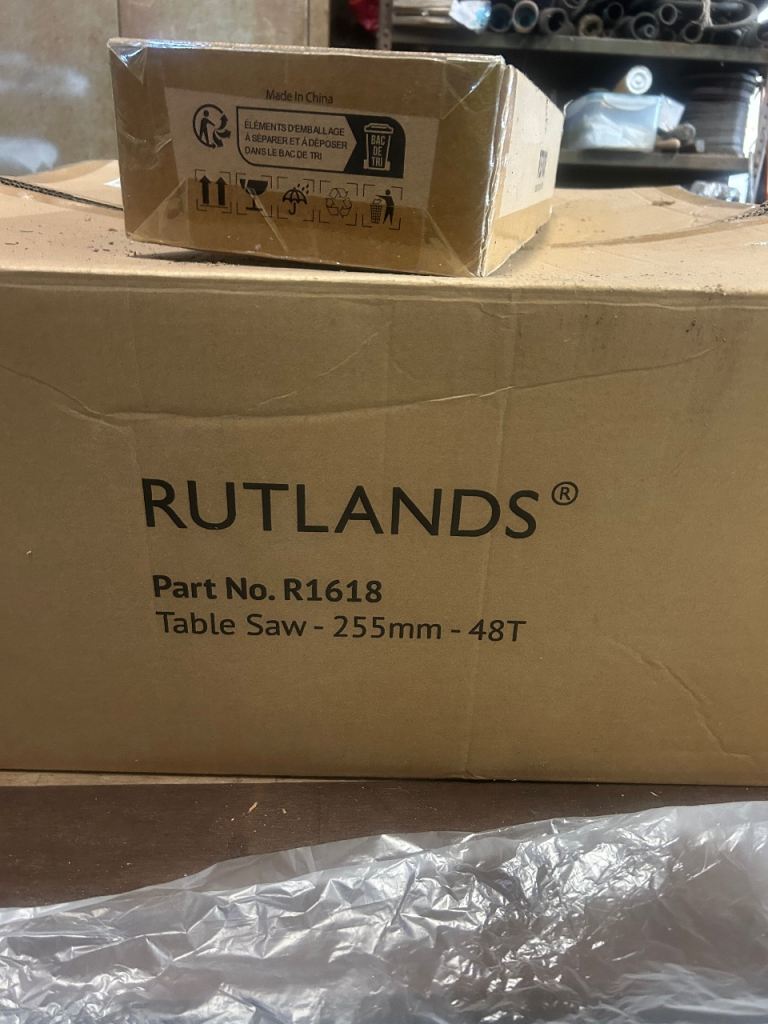 Made In China
ÉLÉMENTS D'EMBALLAGE
À SÉPARER ET À DÉPOSER
DANS LE BAC DE TRI
BAC
DE
TRI
RUTLANDS®
Part No. R1618
Table Saw - 255mm - 48T